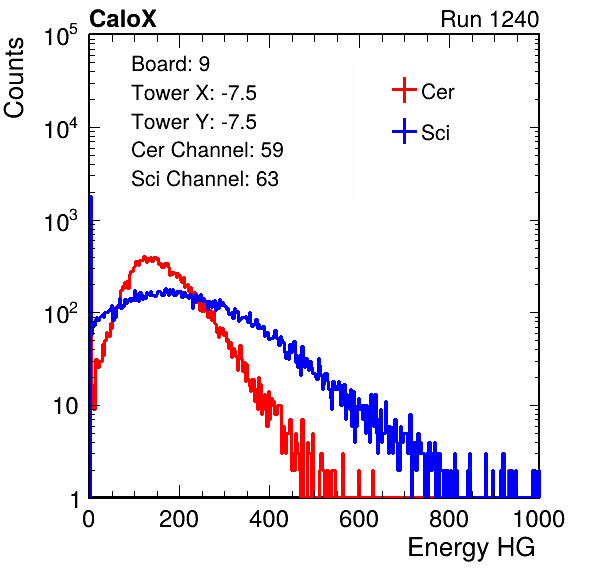 CaloX Run 1240
Board: 9
Tower X: -7.5
Tower Y: -7.5
Cer Channel: 59
Sci Channel: 63
Cer
Sci
Counts
10^5
10^4
10^3
10^2
10
1
0 200 400 600 800 1000
Energy HG